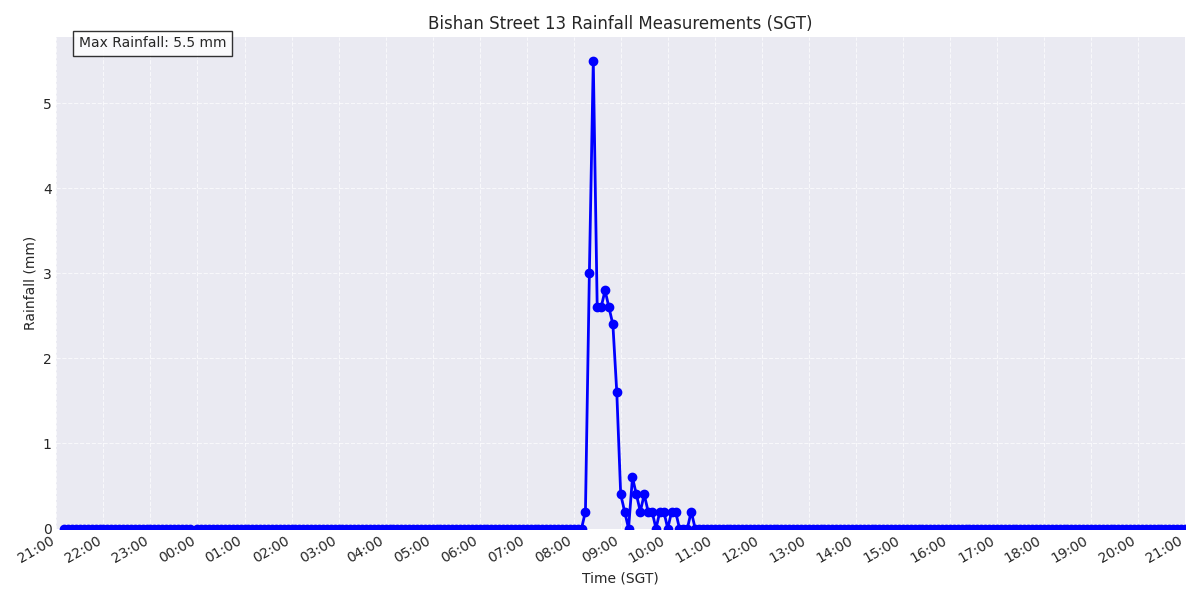 Bishan Street 13 Rainfall Measurements (SGT)
Max Rainfall: 5.5 mm
Rainfall (mm)
5
4
3
2
1
0
21:00 22:00 23:00 00:00 01:00 02:00 03:00 04:00 05:00 06:00 07:00 08:00 09:00 10:00 11:00 12:00 13:00 14:00 15:00 16:00 17:00 18:00 19:00 20:00 21:00
Time (SGT)